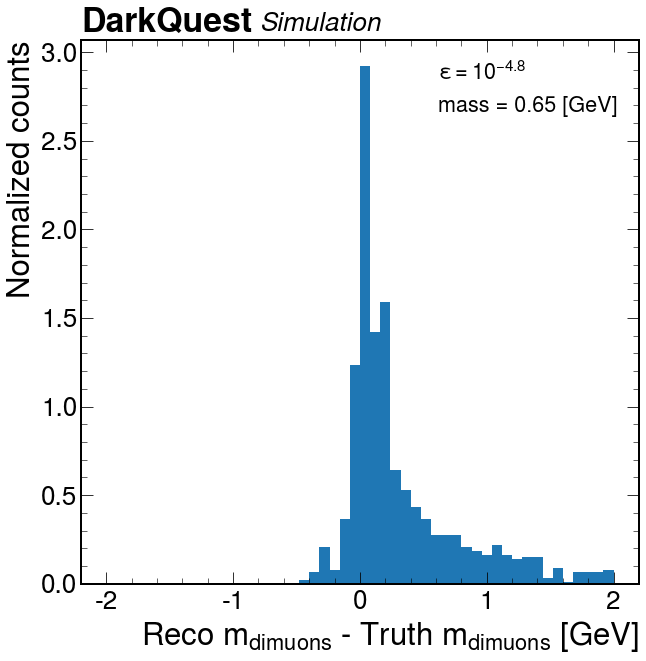 DarkQuest Simulation
ε = 10^−4.8
mass = 0.65 [GeV]
Normalized counts
3.0
2.5
2.0
1.5
1.0
0.5
0.0
-2 -1 0 1 2
Reco m_dimuons - Truth m_dimuons [GeV]